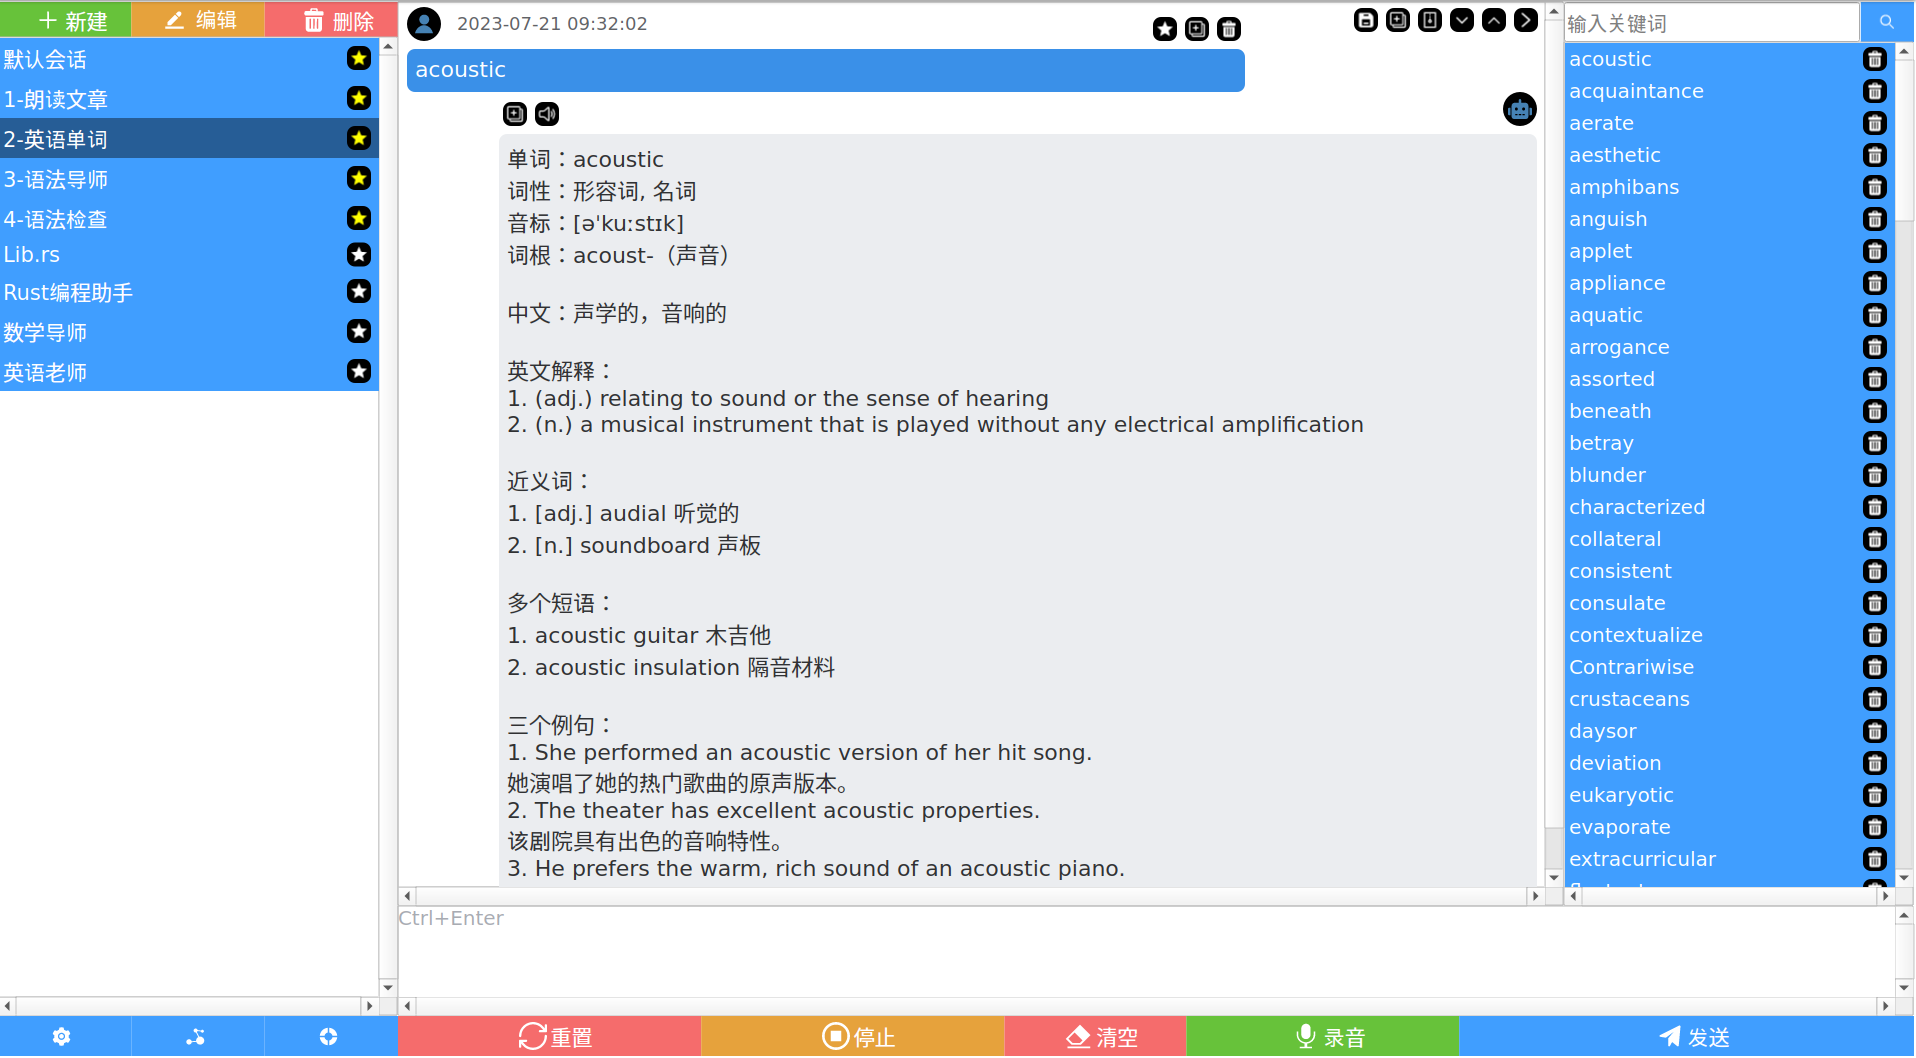 新建
编辑
删除
默认会话
1-朗读文章
2-英语单词
3-语法导师
4-语法检查
Lib.rs
Rust编程助手
数学导师
英语老师
2023-07-21 09:32:02
acoustic
单词：acoustic
词性：形容词, 名词
音标：[ə'ku:stɪk]
词根：acoust-（声音）
中文：声学的，音响的
英文解释：
1. (adj.) relating to sound or the sense of hearing
2. (n.) a musical instrument that is played without any electrical amplification
近义词：
1. [adj.] audial 听觉的
2. [n.] soundboard 声板
多个短语：
1. acoustic guitar 木吉他
2. acoustic insulation 隔音材料
三个例句：
1. She performed an acoustic version of her hit song.
她演唱了她的热门歌曲的原声版本。
2. The theater has excellent acoustic properties.
该剧院具有出色的音响特性。
3. He prefers the warm, rich sound of an acoustic piano.
输入关键词
acoustic
acquaintance
aerate
aesthetic
amphibans
anguish
applet
appliance
aquatic
arrogance
assorted
beneath
betray
blunder
characterized
collateral
consistent
consulate
contextualize
Contrariwise
crustaceans
daysor
deviation
eukaryotic
evaporate
extracurricular
Ctrl+Enter
重置
停止
清空
录音
发送